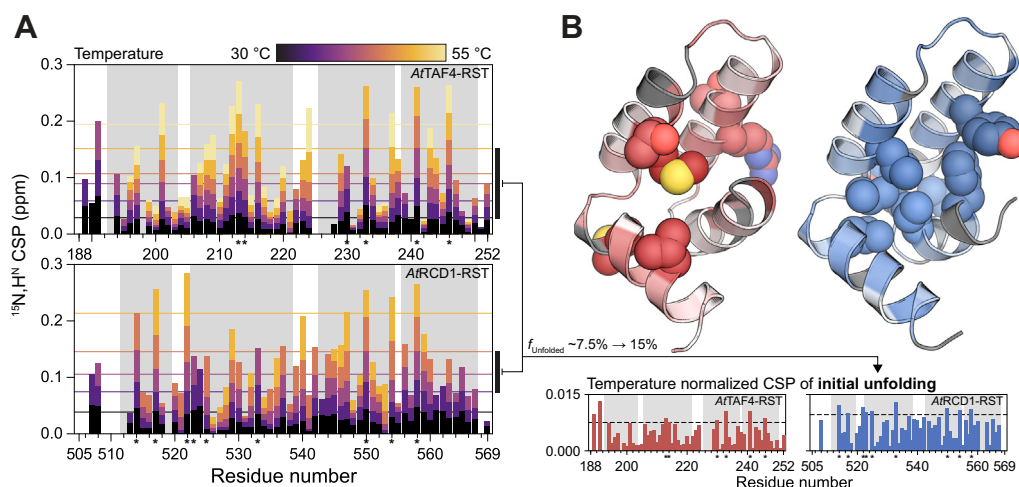 A
B
Temperature 30 °C 55 °C
0.3
AtTAF4-RST
0.2
0.1
0.0
188 200 210 220 230 240 252
** * * * *
0.3
AtRCD1-RST
0.2
0.1
0.0
* * ** * * * * *
505 510 520 530 540 550 560 569
Residue number
15N,HN CSP (ppm)
fUnfolded ~7.5% → 15%
Temperature normalized CSP of initial unfolding
0.015
AtTAF4-RST
0.000
188 200 220 240 252
AtRCD1-RST
505 520 540 560 569
Residue number